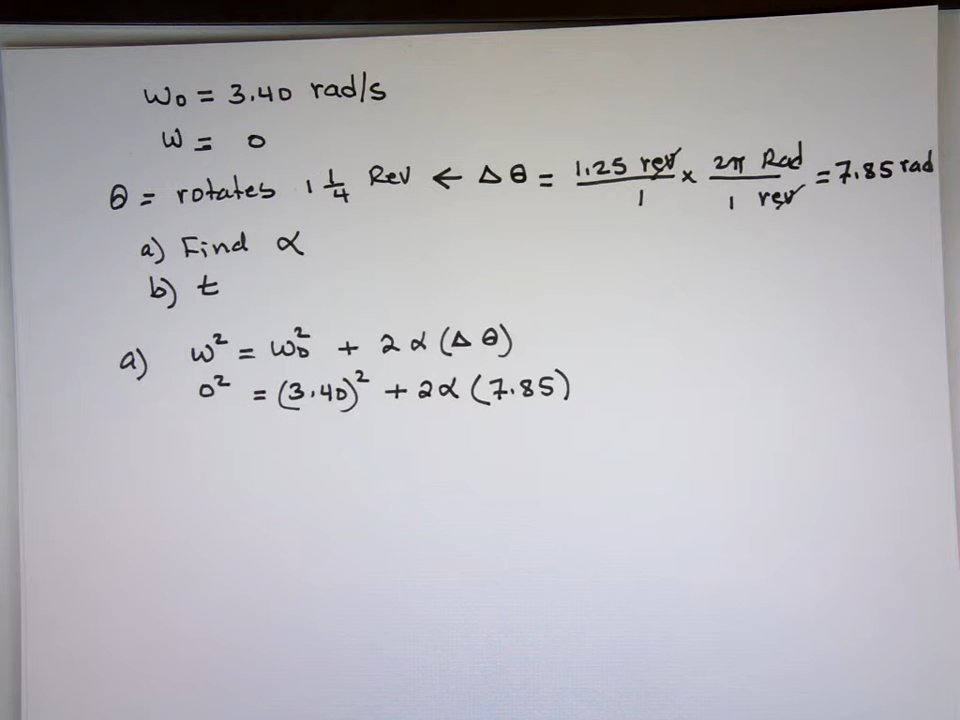 ω₀ = 3.40 rad/s
ω = 0
θ = rotates 1 1/4 Rev ← Δθ = 1.25 rev/1 × 2π Rad/1 rev = 7.85 rad
a) Find α
b) t
a) ω² = ω₀² + 2α(Δθ)
0² = (3.40)² + 2α(7.85)